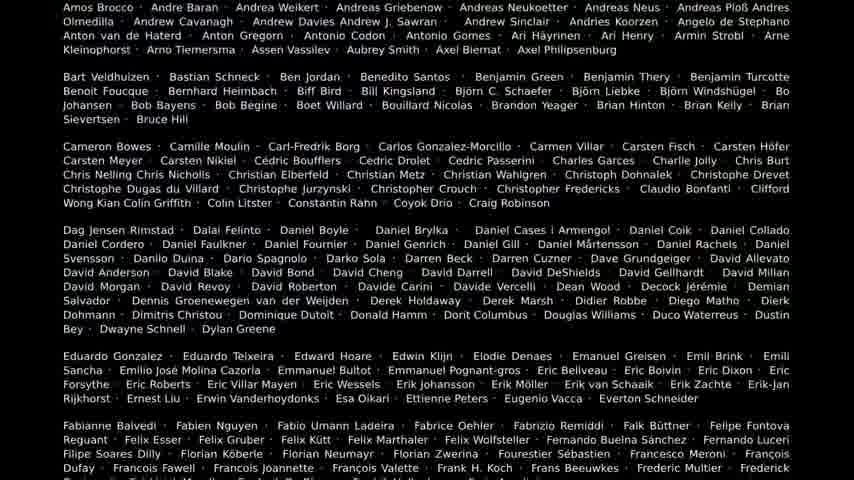 Amos Brocco · Andre Baran · Andrea Weikert · Andreas Griebenow · Andreas Neukoetter · Andreas Neus · Andreas Ploß Andres
Olmedilla · Andrew Cavanagh · Andrew Davies Andrew J. Sawran · Andrew Sinclair · Andries Koorzen · Angelo de Stephano
Anton van de Haterd · Anton Gregorn · Antonio Codon · Antonio Gomes · Ari Häyrinen · Ari Henry · Armin Strobl · Arne
Kleinophorst · Arno Tiemersma · Assen Vassilev · Aubrey Smith · Axel Biernat · Axel Philipsenburg
Bart Veldhuizen · Bastian Schneck · Ben Jordan · Benedito Santos · Benjamin Green · Benjamin Thery · Benjamin Turcotte
Benoit Foucque · Bernhard Heimbach · Biff Bird · Bill Kingsland · Björn C. Schaefer · Björn Liebke · Björn Windshügel · Bo
Johansen · Bob Bayens · Bob Begine · Boet Willard · Bouillard Nicolas · Brandon Yeager · Brian Hinton · Brian Kelly · Brian
Sievertsen · Bruce Hill
Cameron Bowes · Camille Moulin · Carl-Fredrik Borg · Carlos Gonzalez-Morcillo · Carmen Villar · Carsten Fisch · Carsten Höfer
Carsten Meyer · Carsten Nikiel · Cédric Boufflers · Cedric Drolet · Cedric Passerini · Charles Garces · Charlie Jolly · Chris Burt
Chris Nelling Chris Nicholls · Christian Elberfeld · Christian Metz · Christian Wahlgren · Christoph Dohnalek · Christophe Drevet
Christophe Dugas du Villard · Christophe Jurzynski · Christopher Crouch · Christopher Fredericks · Claudio Bonfanti · Clifford
Wong Kian Colin Griffith · Colin Litster · Constantin Rahn · Coyok Drio · Craig Robinson
Dag Jensen Rimstad · Dalai Felinto · Daniel Boyle · Daniel Brylka · Daniel Cases i Armengol · Daniel Coik · Daniel Collado
Daniel Cordero · Daniel Faulkner · Daniel Fournier · Daniel Genrich · Daniel Gill · Daniel Mårtensson · Daniel Rachels · Daniel
Svensson · Danilo Duina · Dario Spagnolo · Darko Sola · Darren Beck · Darren Cuzner · Dave Grundgeiger · David Allevato
David Anderson · David Blake · David Bond · David Cheng · David Darrell · David DeShields · David Gellhardt · David Millan
David Morgan · David Revoy · David Roberton · Davide Carini · Davide Vercelli · Dean Wood · Decock Jérémie · Demian
Salvador · Dennis Groenewegen van der Weijden · Derek Holdaway · Derek Marsh · Didier Robbe · Diego Matho · Dierk
Dohmann · Dimitris Christou · Dominique Dutoit · Donald Hamm · Dorit Columbus · Douglas Williams · Duco Waterreus · Dustin
Bey · Dwayne Schnell · Dylan Greene
Eduardo Gonzalez · Eduardo Teixeira · Edward Hoare · Edwin Klijn · Elodie Denaes · Emanuel Greisen · Emil Brink · Emili
Sancha · Emilio José Molina Cazorla · Emmanuel Bultot · Emmanuel Pognant-gros · Eric Beliveau · Eric Boivin · Eric Dixon · Eric
Forsythe · Eric Roberts · Eric Villar Mayen · Eric Wessels · Erik Johansson · Erik Möller · Erik van Schaaik · Erik Zachte · Erik-Jan
Rijkhorst · Ernest Liu · Erwin Vanderheydonks · Esa Oikari · Ettienne Peters · Eugenio Vacca · Everton Schneider
Fabianne Balvedi · Fabien Nguyen · Fabio Umann Ladeira · Fabrice Oehler · Fabrizio Remiddi · Falk Büttner · Felipe Fontova
Reguant · Felix Esser · Felix Gruber · Felix Kütt · Felix Marthaler · Felix Wolfsteller · Fernando Buelna Sánchez · Fernando Luceri
Filipe Soares Dilly · Florian Köberle · Florian Neumayr · Florian Zwerina · Fourestier Sébastien · Francesco Meroni · François
Dufay · Francois Fawell · Francois Joannette · François Valette · Frank H. Koch · Frans Beeuwkes · Frederic Multier · Frederick